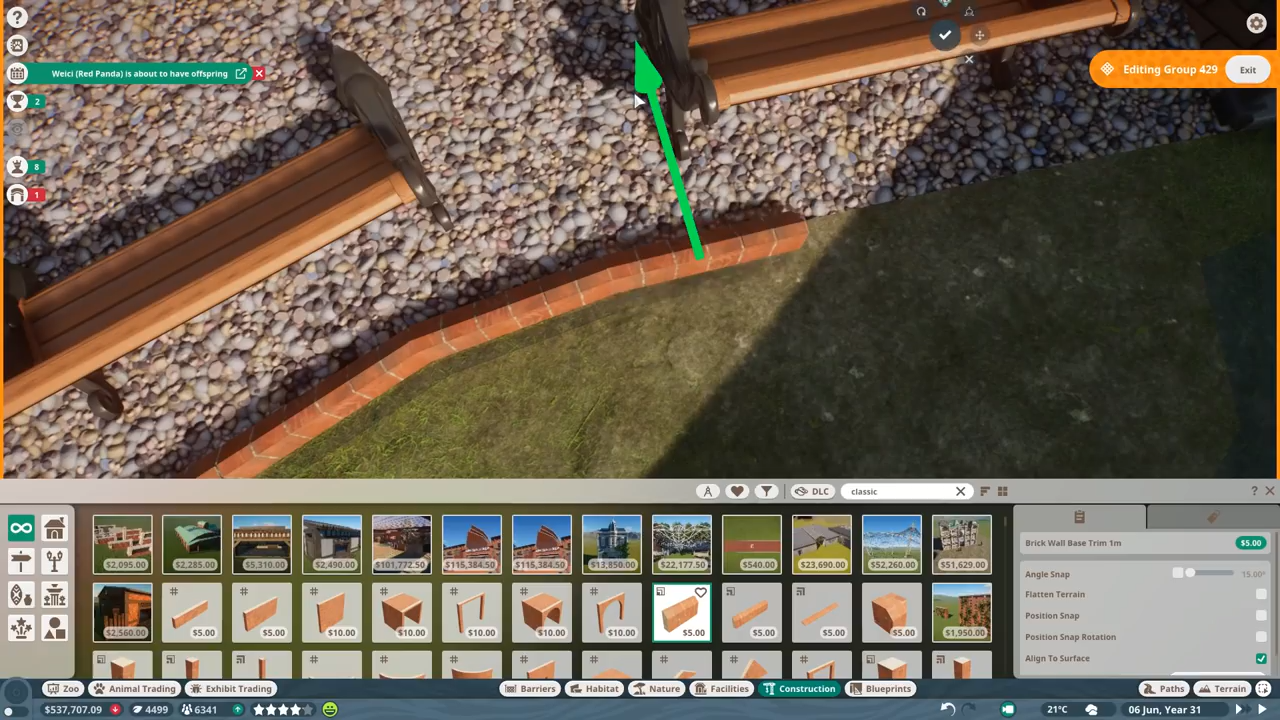 ?
Weici (Red Panda) is about to have offspring
2
8
1
Editing Group 429
Exit
DLC
classic
?
$2,095.00
$2,285.00
$5,310.00
$2,490.00
$101,772.50
$115,384.50
$115,384.50
$13,850.00
$22,177.50
$540.00
$23,690.00
$52,260.00
$51,629.00
$2,560.00
$5.00
$5.00
$10.00
$10.00
$10.00
$10.00
$10.00
$5.00
$5.00
$5.00
$5.00
$1,950.00
Brick Wall Base Trim 1m
$5.00
Angle Snap
15.00°
Flatten Terrain
Position Snap
Position Snap Rotation
Align To Surface
Zoo
Animal Trading
Exhibit Trading
Barriers
Habitat
Nature
Facilities
Construction
Blueprints
Paths
Terrain
$537,707.09
4499
6341
21°C
06 Jun, Year 31